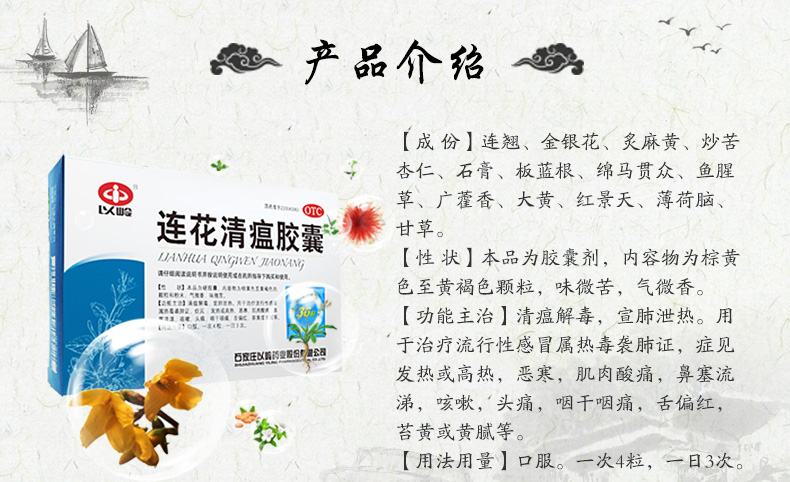 产品介绍
【成份】连翘、金银花、炙麻黄、炒苦
杏仁、石膏、板蓝根、绵马贯众、鱼腥
草、广藿香、大黄、红景天、薄荷脑、
甘草。
【性状】本品为胶囊剂，内容物为棕黄
色至黄褐色颗粒，味微苦，气微香。
【功能主治】清瘟解毒，宣肺泄热。用
于治疗流行性感冒属热毒袭肺证，症见
发热或高热，恶寒，肌肉酸痛，鼻塞流
涕，咳嗽，头痛，咽干咽痛，舌偏红，
苔黄或黄腻等。
【用法用量】口服。一次4粒，一日3次。
以岭
OTC
连花清瘟胶囊
LIANHUA QINGWEN JIAONANG
请仔细阅读说明书并按说明使用或在药师指导下购买和使用。
36粒
石家庄以岭药业股份有限公司